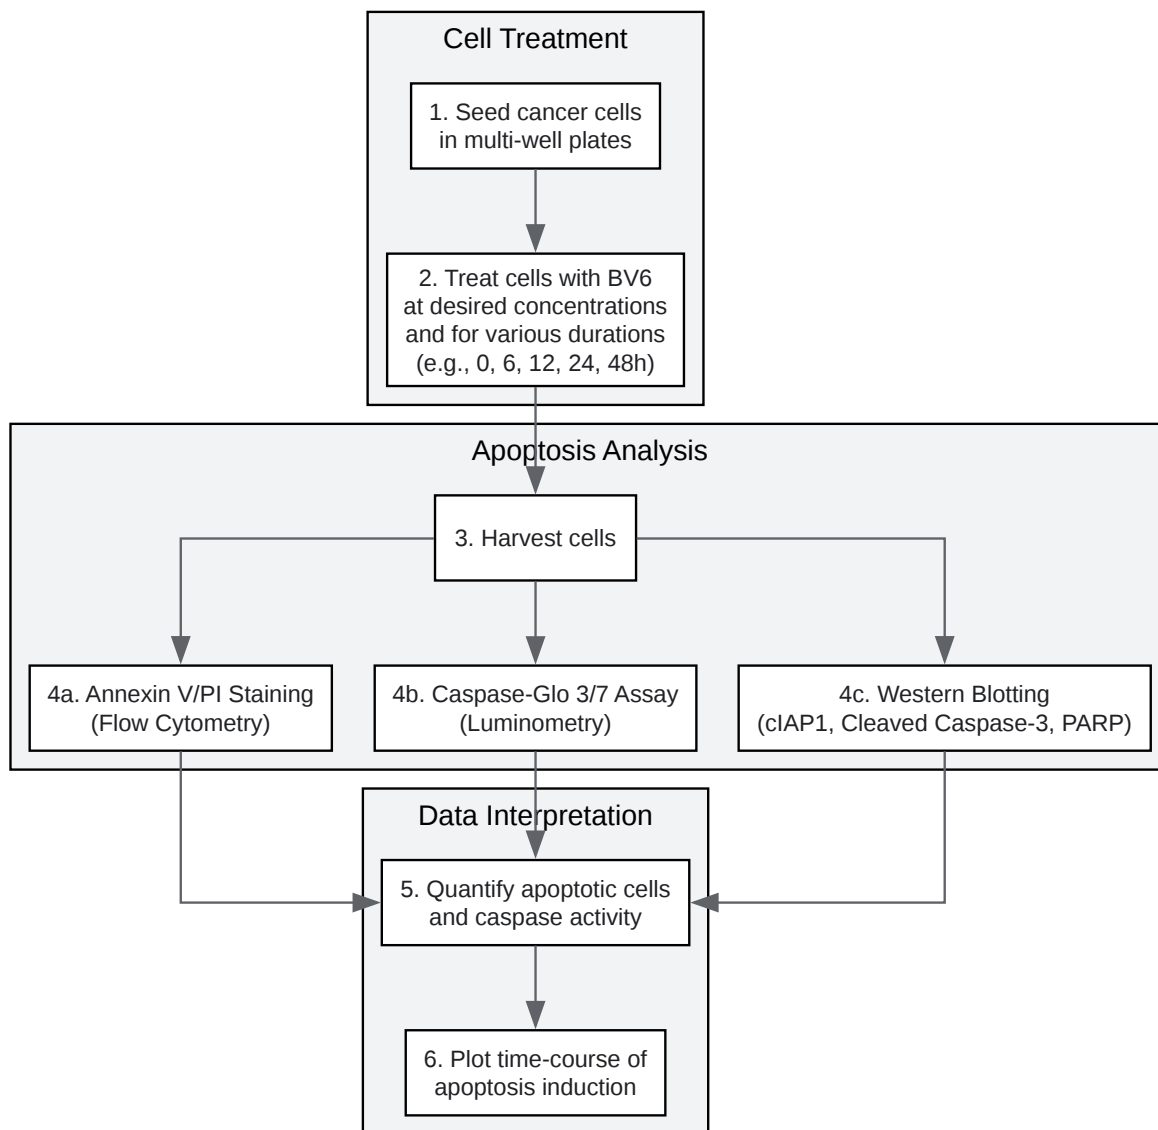 Cell Treatment
1. Seed cancer cells
in multi-well plates
2. Treat cells with BV6
at desired concentrations
and for various durations
(e.g., 0, 6, 12, 24, 48h)
Apoptosis Analysis
3. Harvest cells
4a. Annexin V/PI Staining
(Flow Cytometry)
4b. Caspase-Glo 3/7 Assay
(Luminometry)
4c. Western Blotting
(cIAP1, Cleaved Caspase-3, PARP)
Data Interpretation
5. Quantify apoptotic cells
and caspase activity
6. Plot time-course of
apoptosis induction